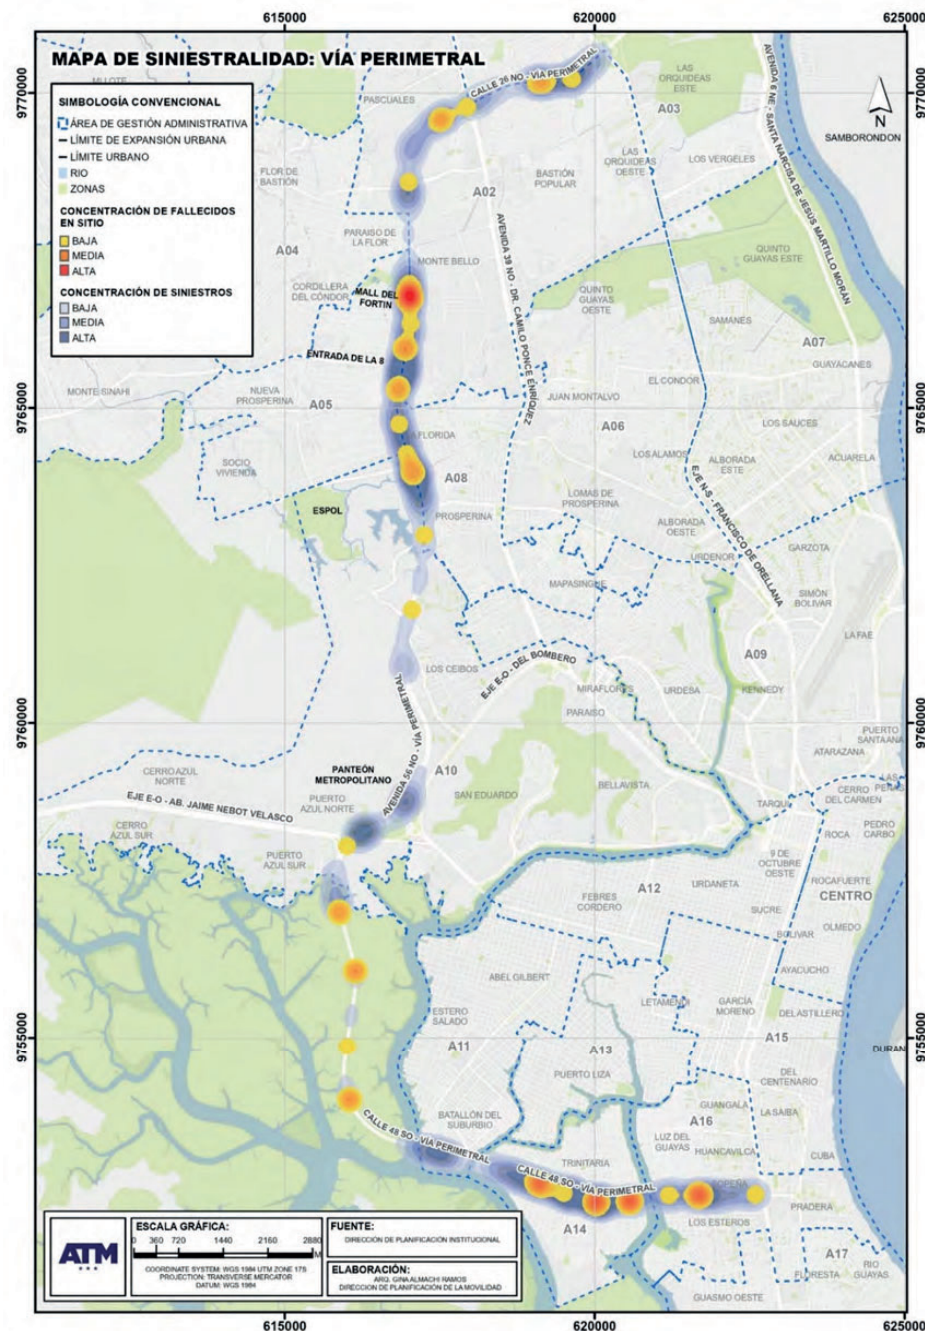 615000
620000
625000
MAPA DE SINIESTRALIDAD: VÍA PERIMETRAL
SIMBOLOGÍA CONVENCIONAL
ÁREA DE GESTIÓN ADMINISTRATIVA
LÍMITE DE EXPANSIÓN URBANA
LÍMITE URBANO
RIO
ZONAS
CONCENTRACIÓN DE FALLECIDOS
EN SITIO
BAJA
MEDIA
ALTA
CONCENTRACIÓN DE SINIESTROS
BAJA
MEDIA
ALTA
9770000
9765000
9760000
9755000
9770000
9765000
9760000
9755000
CALLE 26 NO - VÍA PERIMETRAL
AVENIDA 6 NE - SANTA NARCISA DE JESÚS MARTILLO MORÁN
N
SAMBORONDON
PASCUALES
LAS
ORQUIDEAS
ESTE
A03
LAS
ORQUIDEAS
OESTE
LOS VERGELES
BASTIÓN
POPULAR
A02
FLOR DE
BASTIÓN
AVENIDA 39 NO - DR. CAMILO PONCE ENRÍQUEZ
PARAISO DE
LA FLOR
A04
MONTE BELLO
CORDILLERA
DEL CÓNDOR
MALL DEL
FORTIN
QUINTO
GUAYAS ESTE
QUINTO
GUAYAS
OESTE
SAMANES
A07
GUAYACANES
ENTRADA DE LA 8
MONTE SINAHI
NUEVA
PROSPERINA
A05
EL CONDOR
JUAN MONTALVO
LOS SAUCES
A06
LA FLORIDA
SOCIO
VIVIENDA
LOS ALAMOS
ALBORADA
ESTE
ACUARELA
EJE N-S - FRANCISCO DE ORELLANA
A08
LOMAS DE
PROSPERINA
ESPOL
PROSPERINA
ALBORADA
OESTE
URDENOR
GARZOTA
MAPASINGUE
SIMÓN
BOLIVAR
LA FAE
LOS CEIBOS
EJE E-O - DEL BOMBERO
A09
MIRAFLORES
URDESA
KENNEDY
PARAISO
PUERTO
SANTA ANA
ATARAZANA
AVENIDA 56 NO - VÍA PERIMETRAL
CERRO AZUL
NORTE
PANTEÓN
METROPOLITANO
A10
SAN EDUARDO
BELLAVISTA
LAS
PEÑAS
CERRO
DEL CARMEN
TARQUI
EJE E-O - AB. JAIME NEBOT VELASCO
PUERTO
AZUL NORTE
CERRO
AZUL SUR
PUERTO
AZUL SUR
ROCA
PEDRO
CARBO
9 DE
OCTUBRE
OESTE
ROCAFUERTE
CENTRO
A12
URDANETA
FEBRES
CORDERO
SUCRE
OLMEDO
BOLIVAR
AYACUCHO
ABEL GILBERT
LETAMENDI
GARCÍA
MORENO
DEL ASTILLERO
ESTERO
SALADO
A11
A13
A15
DURAN
PUERTO LIZA
DEL
CENTENARIO
GUANGALA
LA SAIBA
BATALLÓN DEL
SUBURBIO
A16
LUZ DEL
GUAYAS
HUANCAVILCA
CUBA
CALLE 48 SO - VÍA PERIMETRAL
TRINITARIA
CALLE 48 SO - VÍA PERIMETRAL
SOPEÑA
PRADERA
A14
LOS ESTEROS
A17
FLORESTA
RIO
GUAYAS
GUASMO OESTE
ATM
ESCALA GRÁFICA:
0 360 720 1440 2160 2880
M
COORDINATE SYSTEM: WGS 1984 UTM ZONE 17S
PROJECTION: TRANSVERSE MERCATOR
DATUM: WGS 1984
FUENTE:
DIRECCIÓN DE PLANIFICACIÓN INSTITUCIONAL
ELABORACIÓN:
ARQ. GINA ALMACHI RAMOS
DIRECCION DE PLANIFICACIÓN DE LA MOVILIDAD
615000
620000
625000